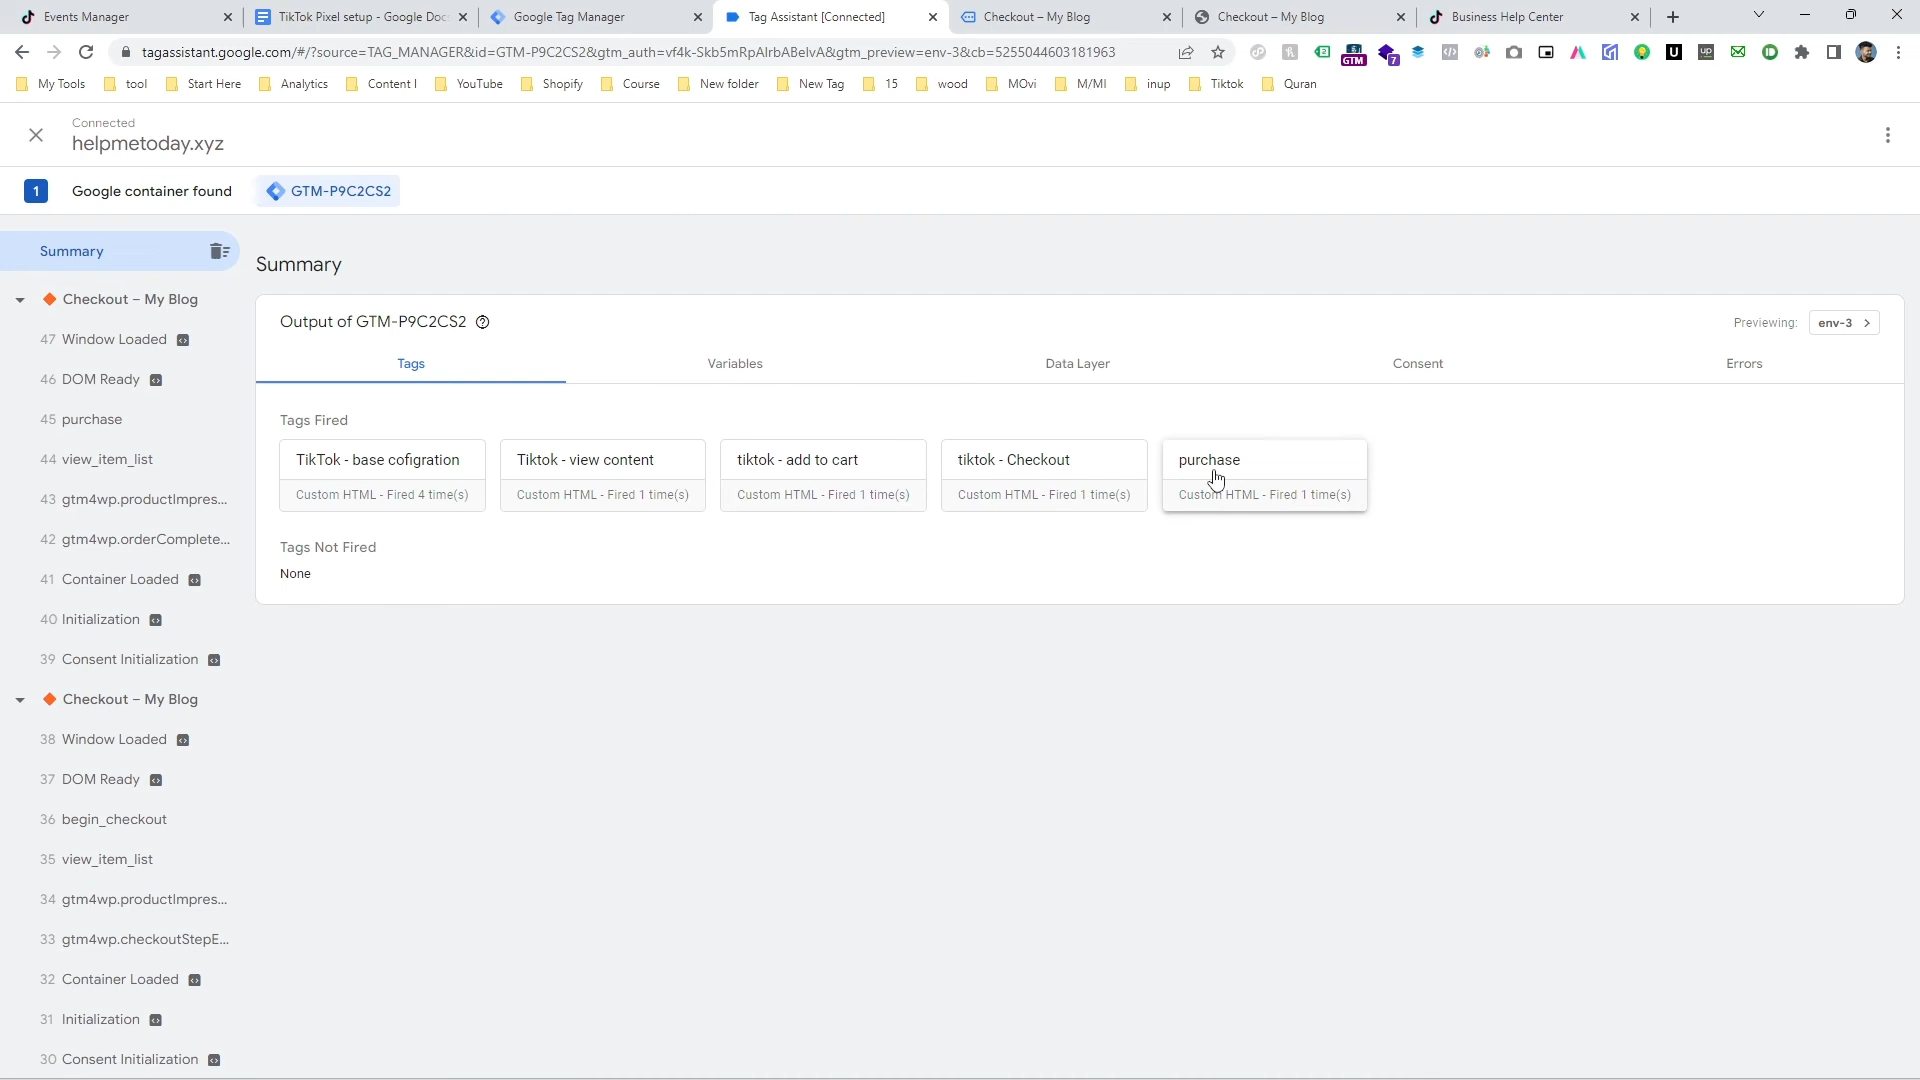 Events Manager
TikTok Pixel setup - Google Doc
Google Tag Manager
Tag Assistant [Connected]
Checkout – My Blog
Checkout – My Blog
Business Help Center
tagassistant.google.com/#/?source=TAG_MANAGER&id=GTM-P9C2CS2&gtm_auth=vf4k-Skb5mRpAlrbABelvA&gtm_preview=env-3&cb=5255044603181963
GTM
7
U
up
My Tools
tool
Start Here
Analytics
Content I
YouTube
Shopify
Course
New folder
New Tag
15
wood
MOvi
M/MI
inup
Tiktok
Quran
Connected
helpmetoday.xyz
1
Google container found
GTM-P9C2CS2
Summary
Checkout – My Blog
47 Window Loaded
46 DOM Ready
45 purchase
44 view_item_list
43 gtm4wp.productImpres...
42 gtm4wp.orderComplete...
41 Container Loaded
40 Initialization
39 Consent Initialization
Checkout – My Blog
38 Window Loaded
37 DOM Ready
36 begin_checkout
35 view_item_list
34 gtm4wp.productImpres...
33 gtm4wp.checkoutStepE...
32 Container Loaded
31 Initialization
30 Consent Initialization
Summary
Output of GTM-P9C2CS2
Previewing: env-3
Tags
Variables
Data Layer
Consent
Errors
Tags Fired
TikTok - base cofigration
Custom HTML - Fired 4 time(s)
Tiktok - view content
Custom HTML - Fired 1 time(s)
tiktok - add to cart
Custom HTML - Fired 1 time(s)
tiktok - Checkout
Custom HTML - Fired 1 time(s)
purchase
Custom HTML - Fired 1 time(s)
Tags Not Fired
None